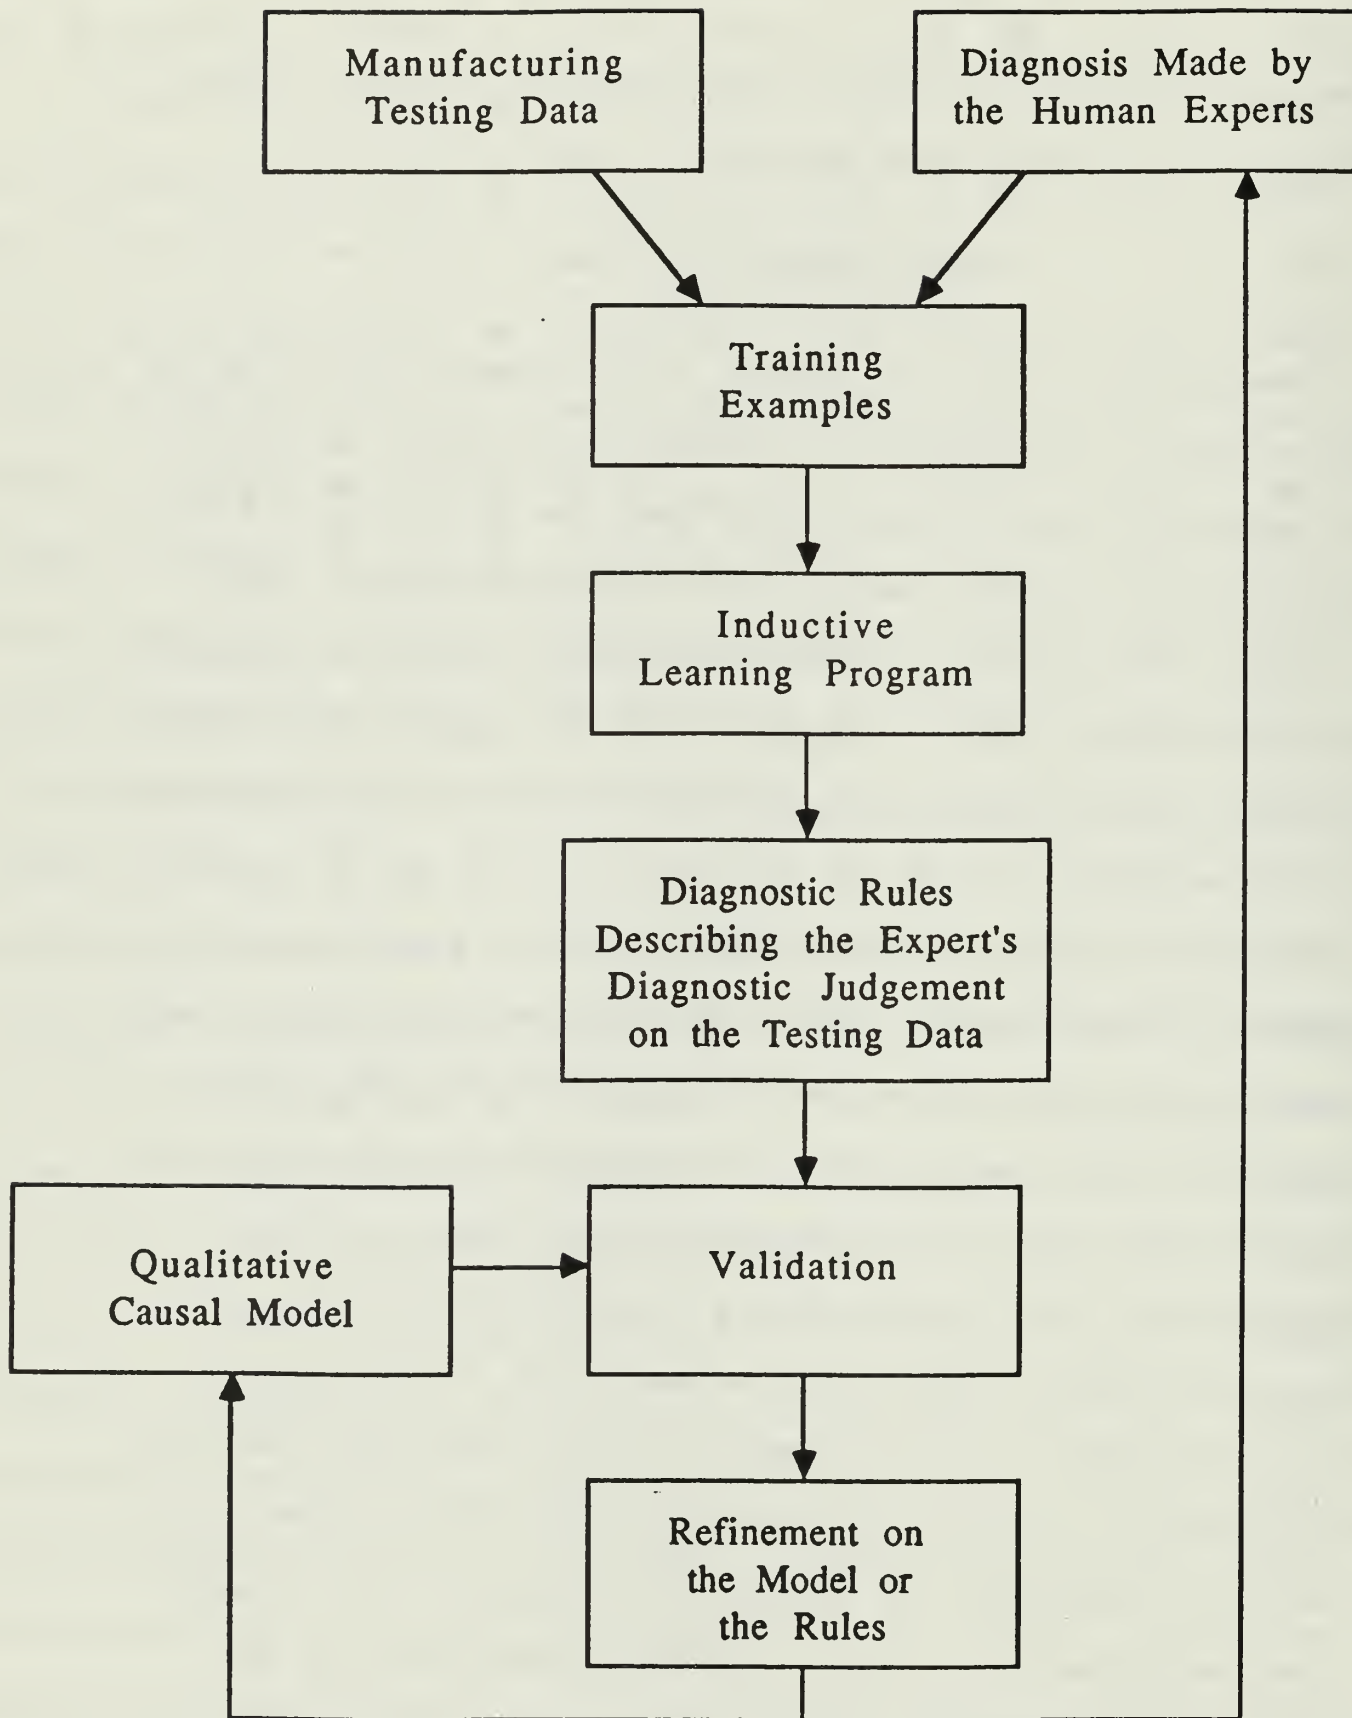 Manufacturing
Testing Data
Diagnosis Made by
the Human Experts
Training
Examples
Inductive
Learning Program
Diagnostic Rules
Describing the Expert's
Diagnostic Judgement
on the Testing Data
Qualitative
Causal Model
Validation
Refinement on
the Model or
the Rules